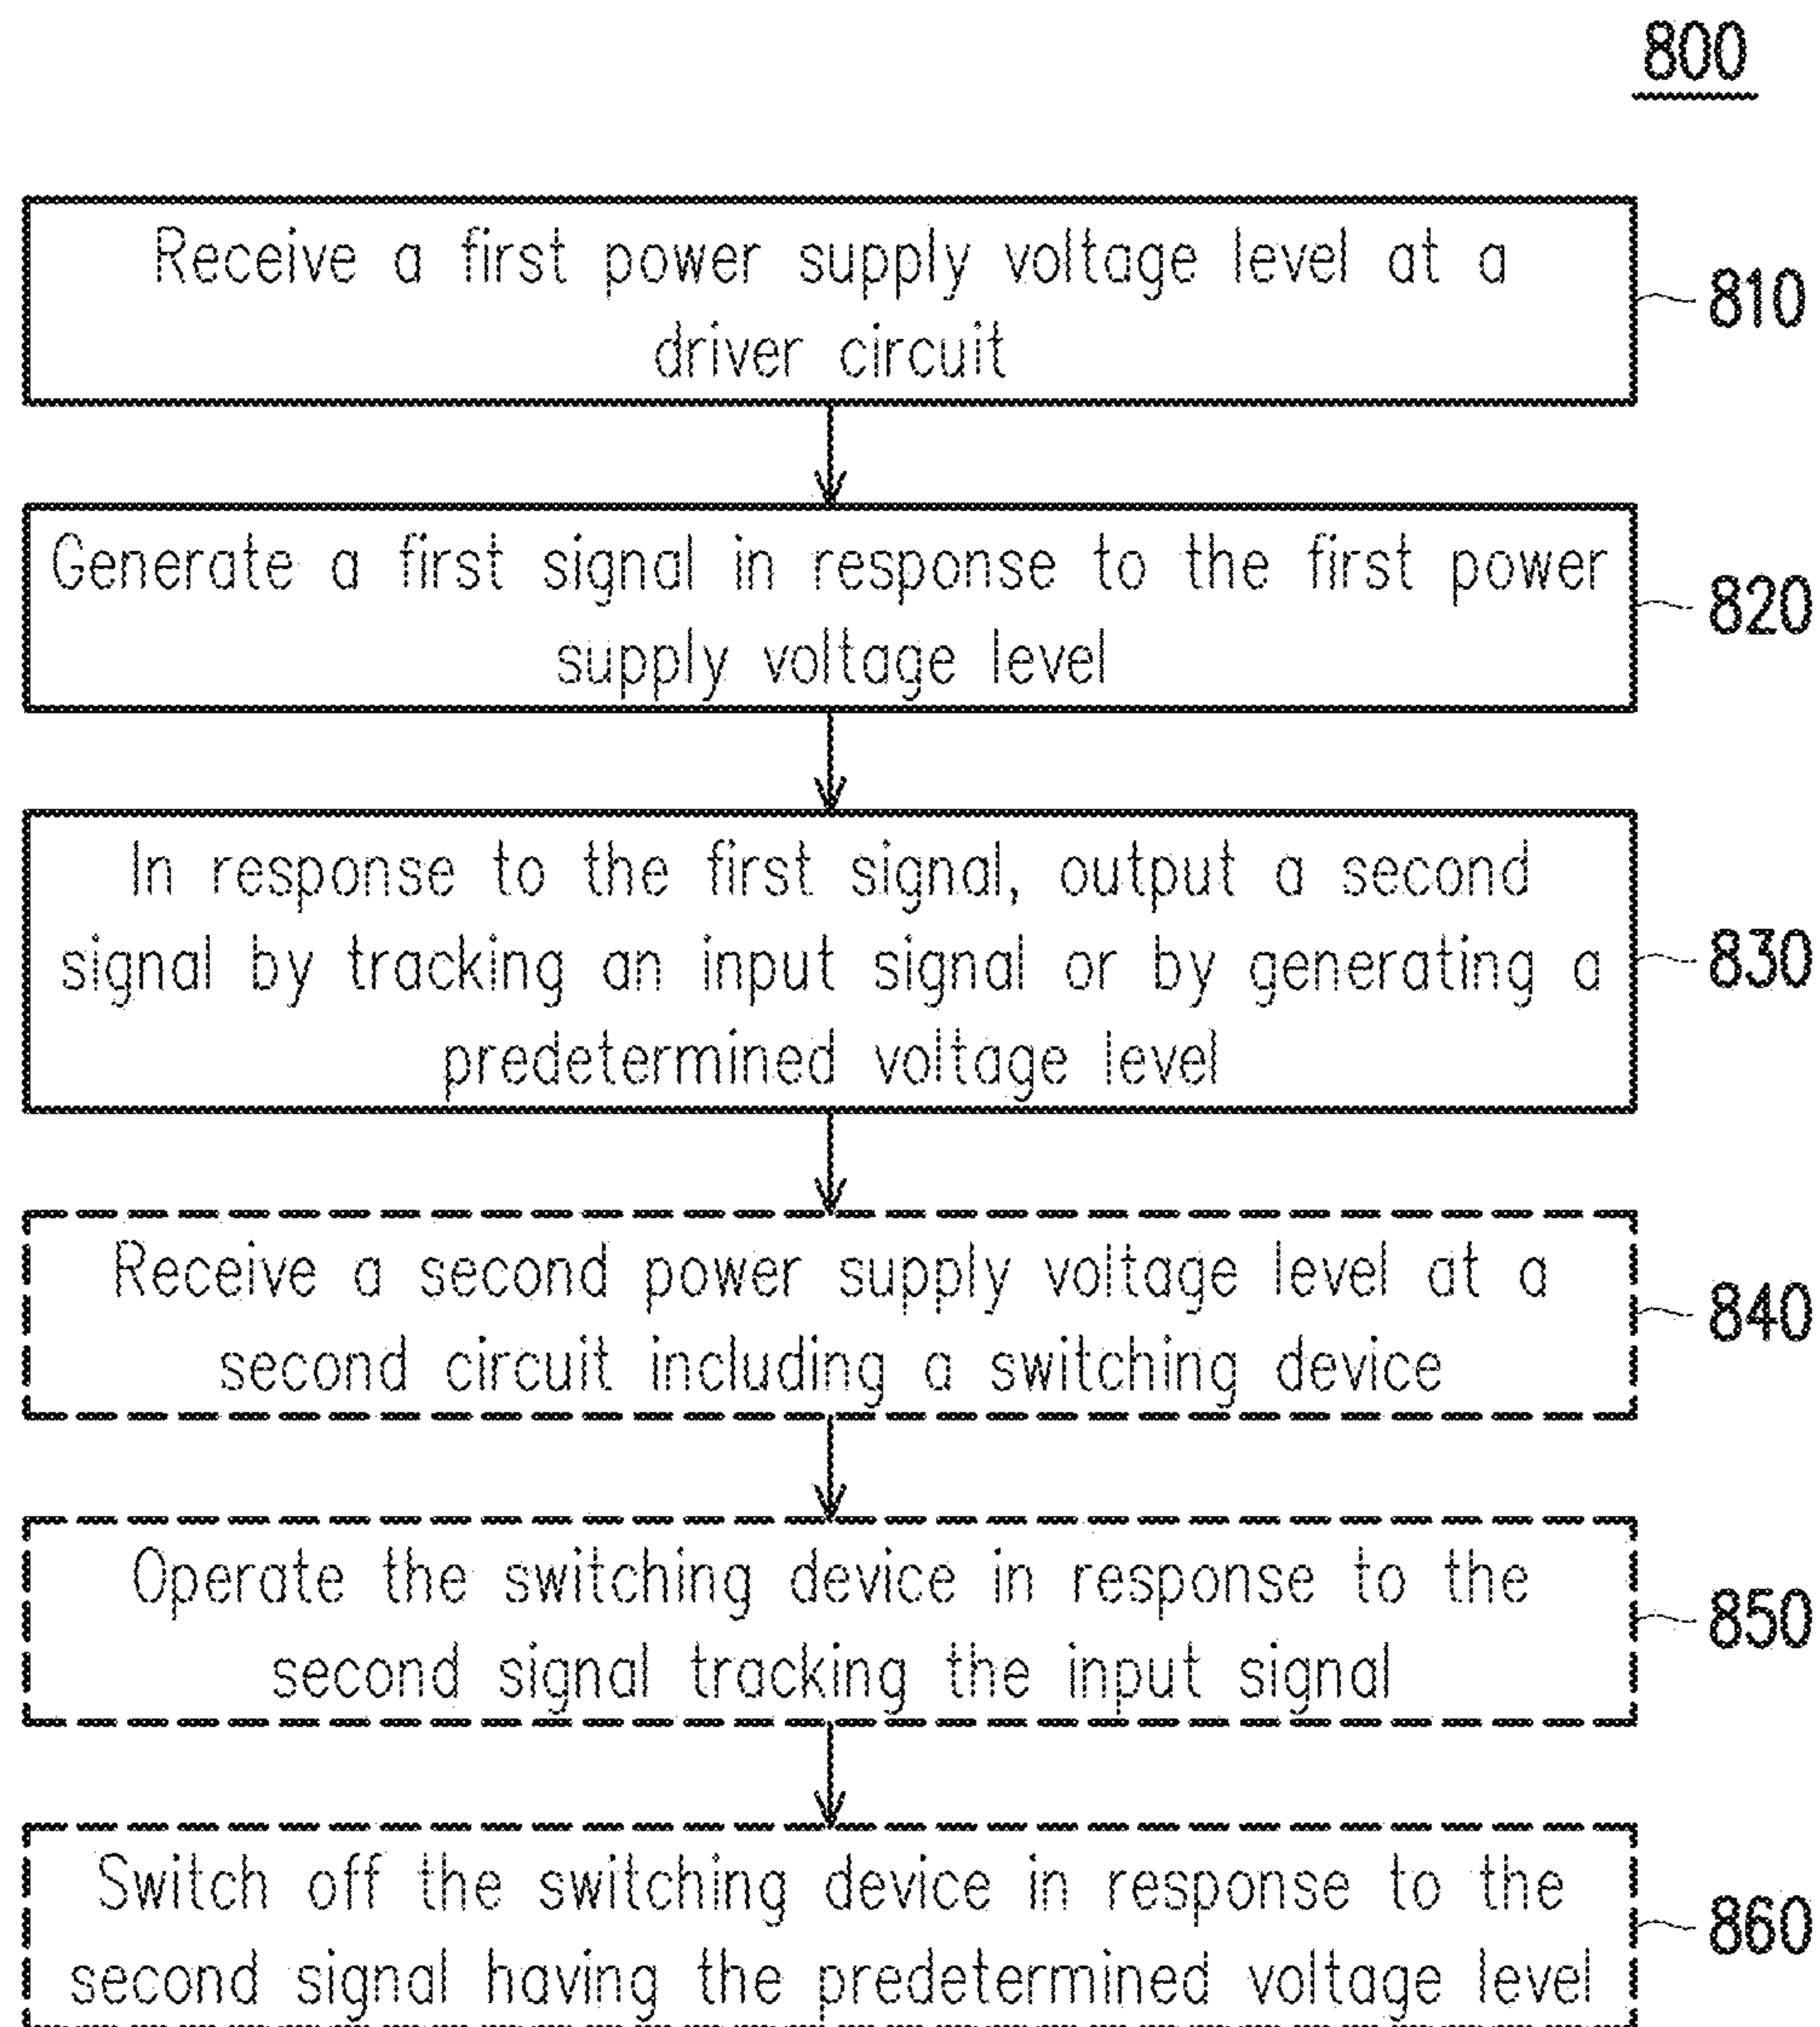 800
Receive a first power supply voltage level at a
driver circuit
810
Generate a first signal in response to the first power
supply voltage level
820
In response to the first signal, output a second
signal by tracking an input signal or by generating a
predetermined voltage level
830
Receive a second power supply voltage level at a
second circuit including a switching device
840
Operate the switching device in response to the
second signal tracking the input signal
850
Switch off the switching device in response to the
second signal having the predetermined voltage level
860